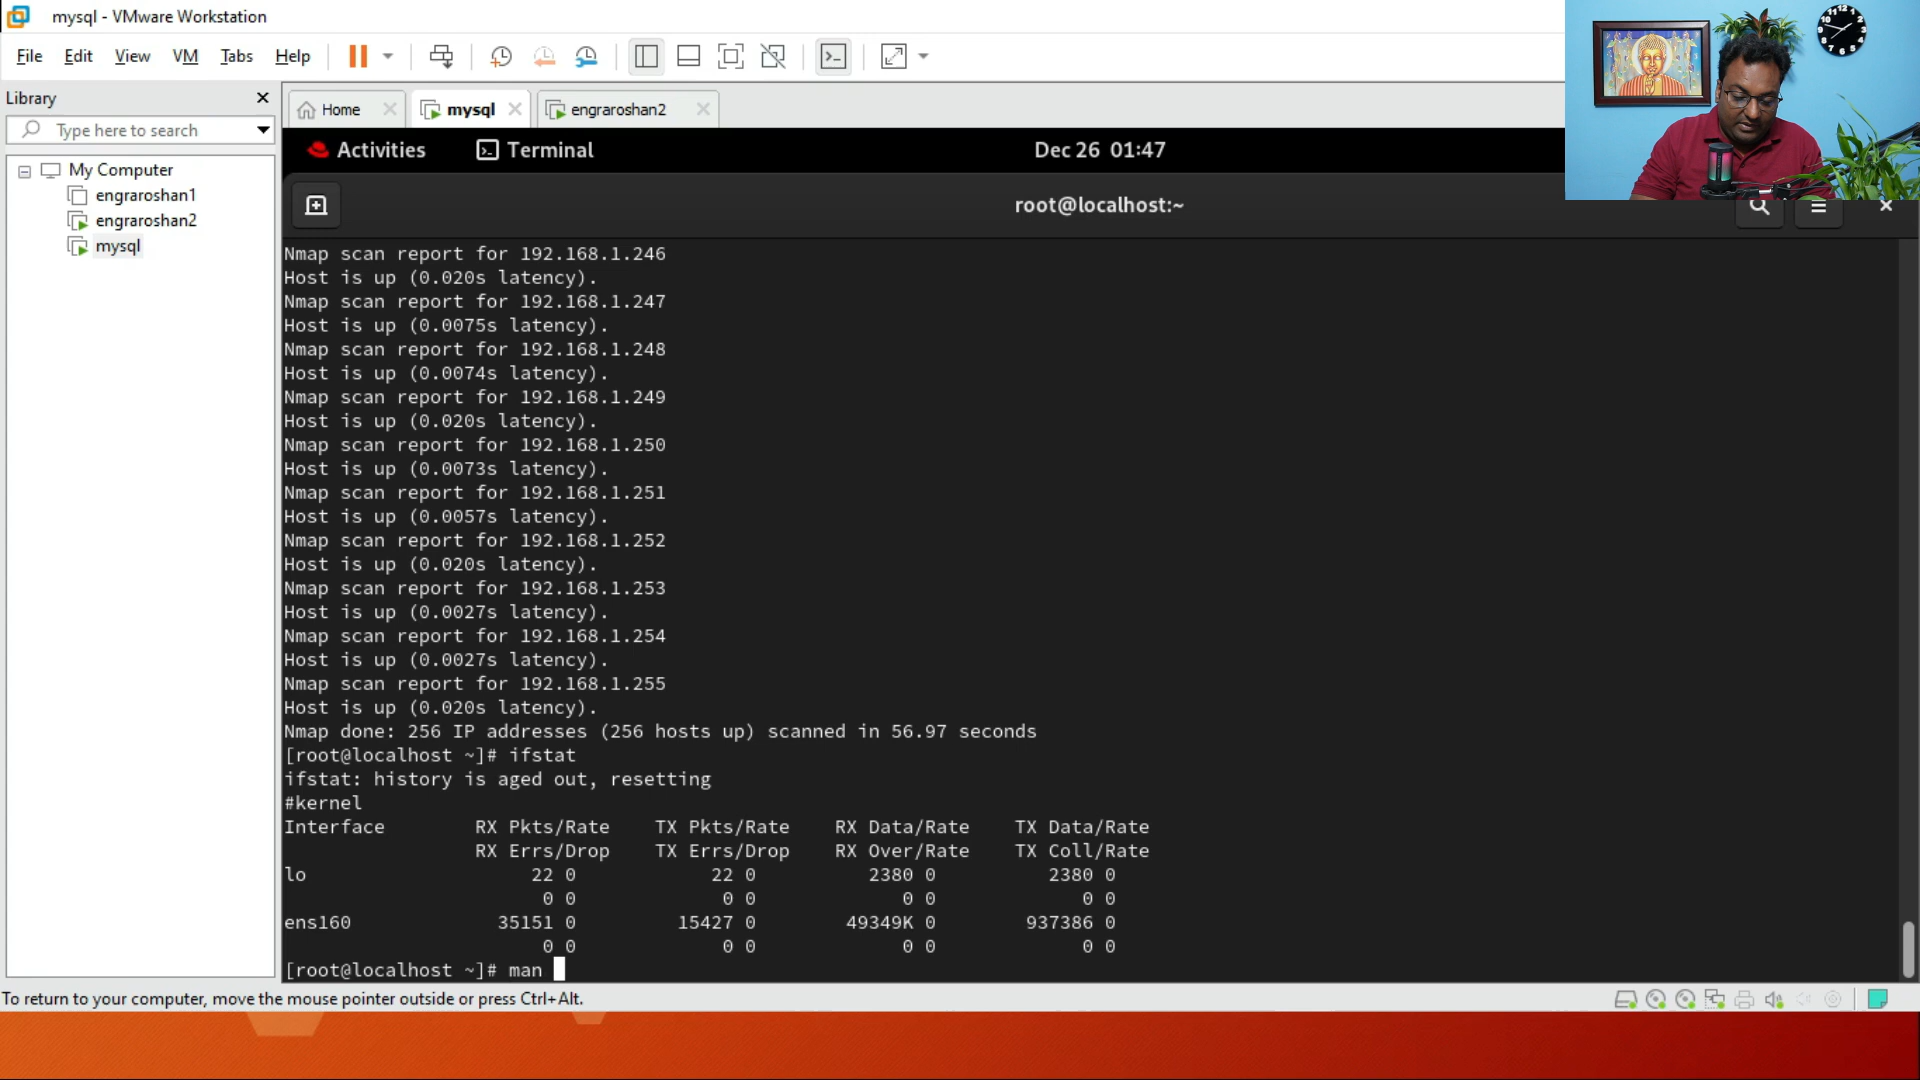 mysql - VMware Workstation
File Edit View VM Tabs Help
Library
Type here to search
My Computer
engraroshan1
engraroshan2
mysql
Home
mysql
engraroshan2
Activities
Terminal
Dec 26 01:47
root@localhost:~
Nmap scan report for 192.168.1.246
Host is up (0.020s latency).
Nmap scan report for 192.168.1.247
Host is up (0.0075s latency).
Nmap scan report for 192.168.1.248
Host is up (0.0074s latency).
Nmap scan report for 192.168.1.249
Host is up (0.020s latency).
Nmap scan report for 192.168.1.250
Host is up (0.0073s latency).
Nmap scan report for 192.168.1.251
Host is up (0.0057s latency).
Nmap scan report for 192.168.1.252
Host is up (0.020s latency).
Nmap scan report for 192.168.1.253
Host is up (0.0027s latency).
Nmap scan report for 192.168.1.254
Host is up (0.0027s latency).
Nmap scan report for 192.168.1.255
Host is up (0.020s latency).
Nmap done: 256 IP addresses (256 hosts up) scanned in 56.97 seconds
[root@localhost ~]# ifstat
ifstat: history is aged out, resetting
#kernel
Interface RX Pkts/Rate TX Pkts/Rate RX Data/Rate TX Data/Rate
RX Errs/Drop TX Errs/Drop RX Over/Rate TX Coll/Rate
lo 22 0 22 0 2380 0 2380 0
0 0 0 0 0 0 0 0
ens160 35151 0 15427 0 49349K 0 937386 0
0 0 0 0 0 0 0 0
[root@localhost ~]# man
To return to your computer, move the mouse pointer outside or press Ctrl+Alt.